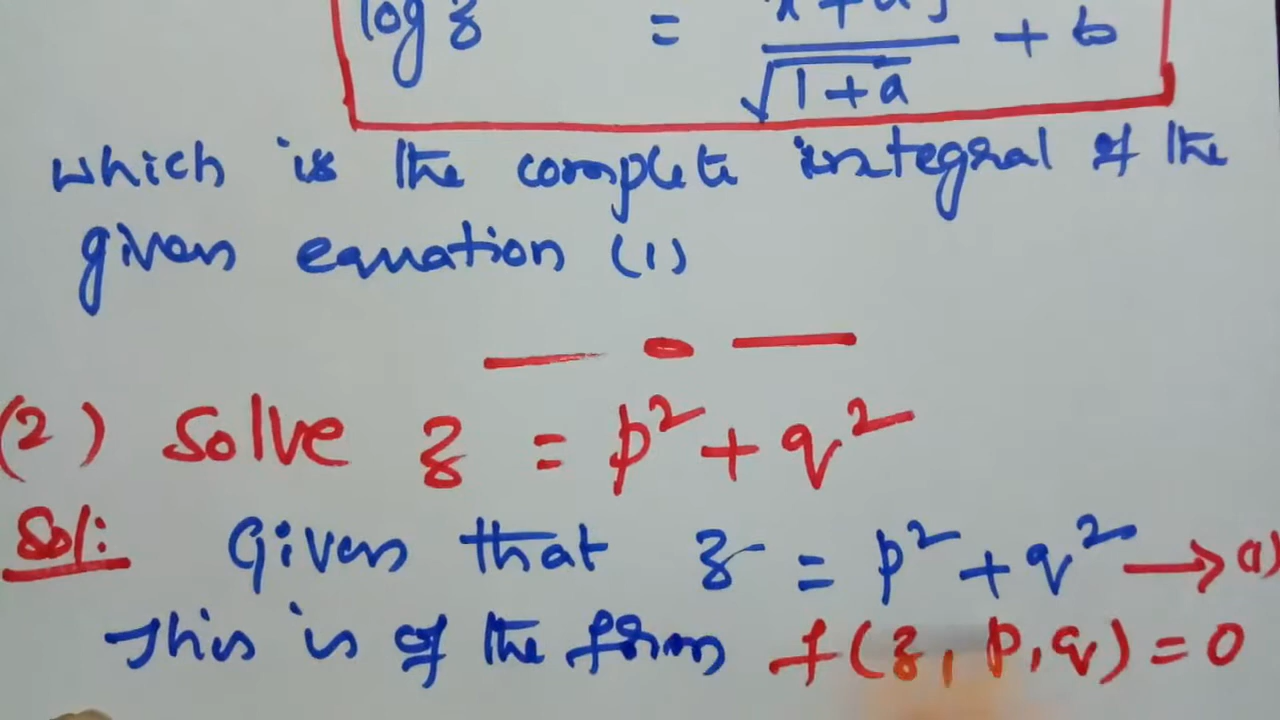 log z = x + ay / √1+a + b
which is the complete integral of the
given equation (1)
(2) Solve z = p² + q²
Sol: Given that z = p² + q² → (1)
This is of the form f(z, p, q) = 0